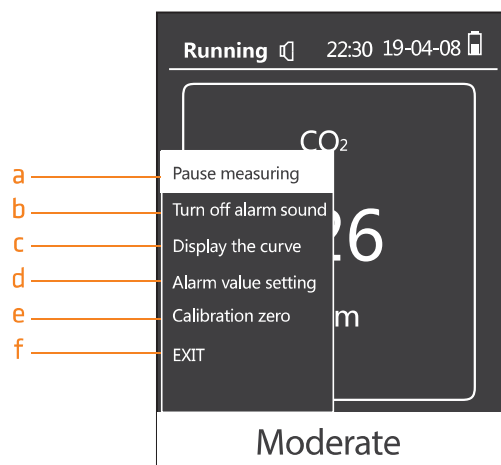 Running 22:30 19-04-08
CO₂
a Pause measuring
b Turn off alarm sound
c Display the curve
26
d Alarm value setting
e Calibration zero
m
f EXIT
Moderate